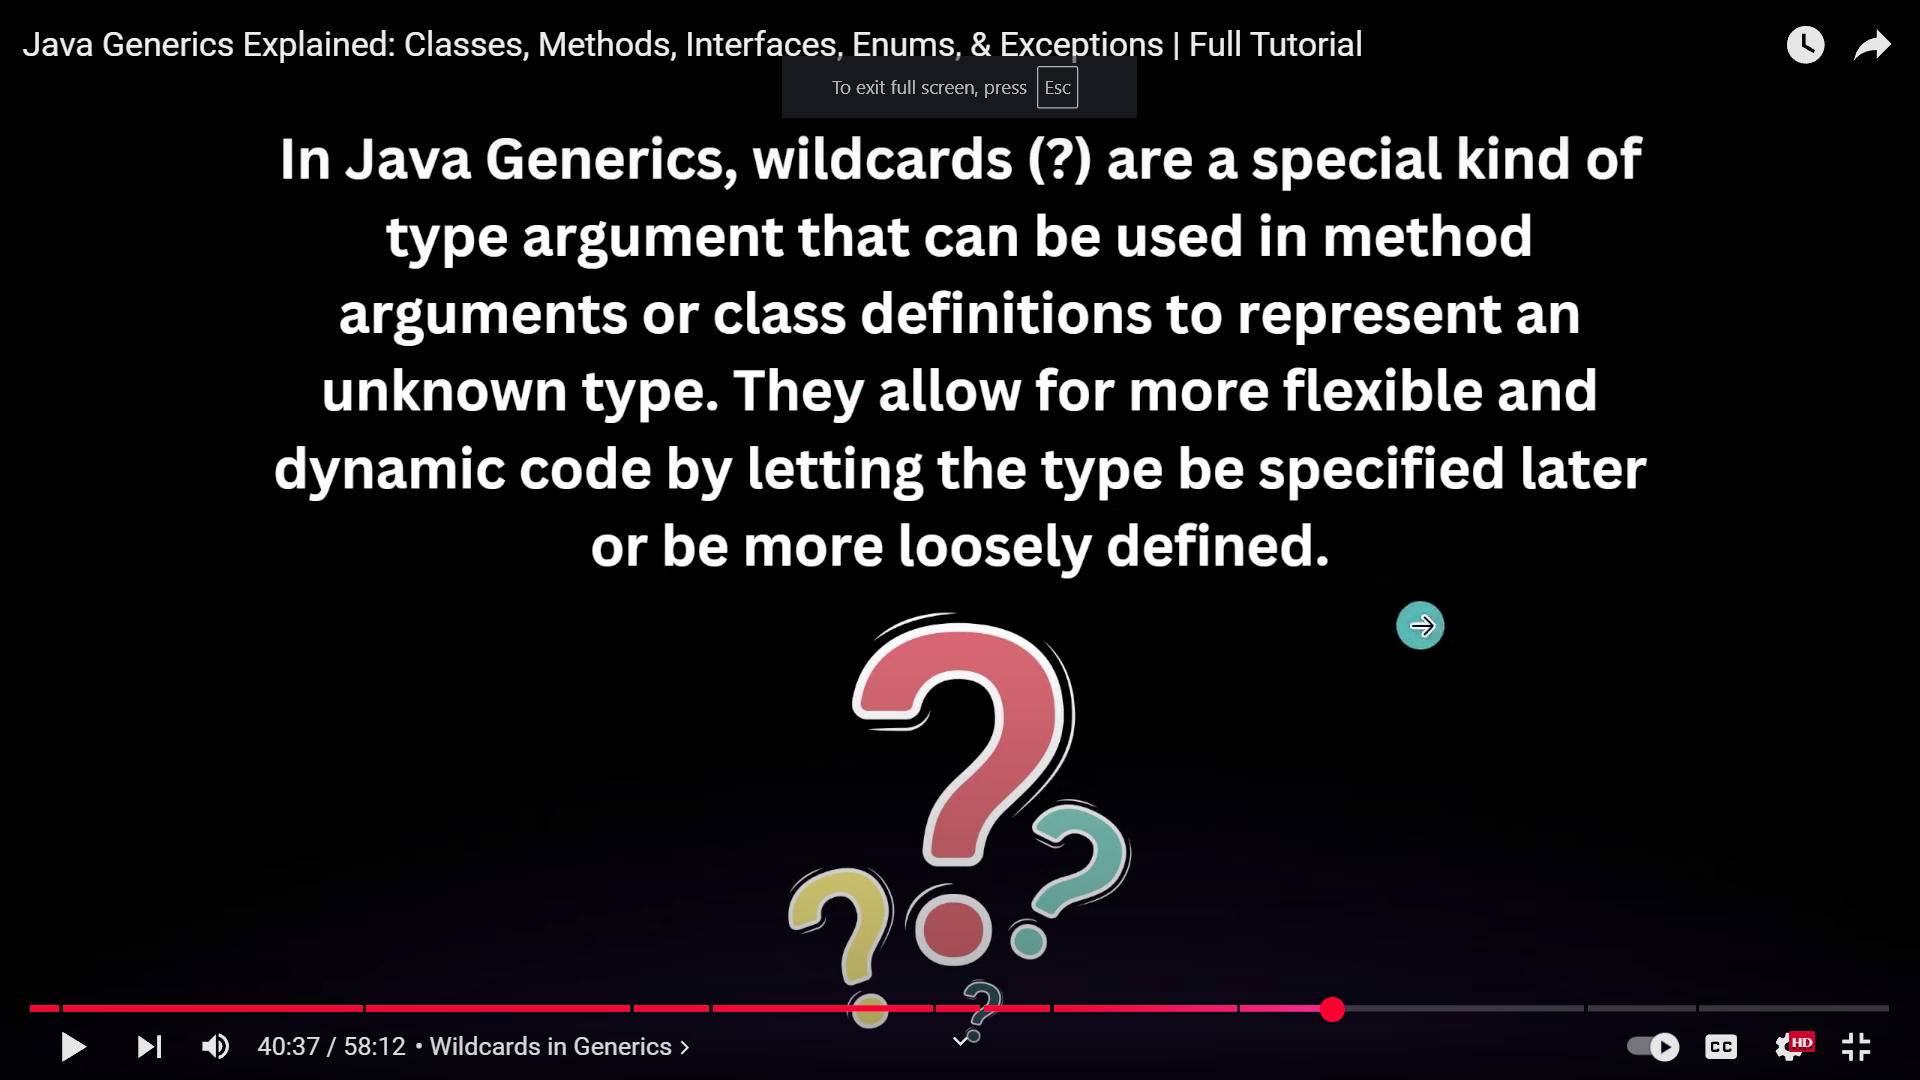 Java Generics Explained: Classes, Methods, Interfaces, Enums, & Exceptions | Full Tutorial
To exit full screen, press Esc
In Java Generics, wildcards (?) are a special kind of
type argument that can be used in method
arguments or class definitions to represent an
unknown type. They allow for more flexible and
dynamic code by letting the type be specified later
or be more loosely defined.
?
?
?
?
40:37 / 58:12 • Wildcards in Generics >
CC
HD